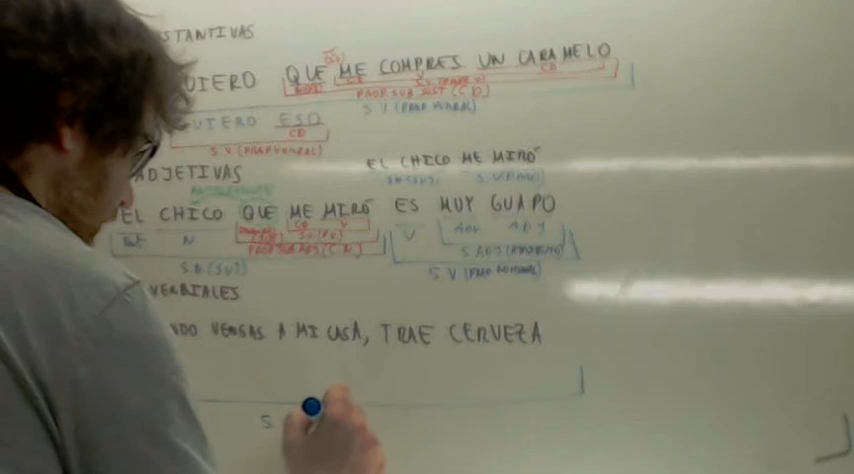 STANTIVAS
UIERO QUE ME COMPRES UN CARAMELO
CD
PROP SUB SUST (C.D)
S.V (PRED VERBAL)
UIERO ESO
CD
S.V. (PRED VERBAL)
ADJETIVAS
EL CHICO ME MIRÓ
ANTECEDENTE
EL CHICO QUE ME MIRÓ ES MUY GUAPO
N CD V V ADV ADJ
PROP SUB ADJ (C.N)
S.N (SUJ)
S.V (PRED NOMINAL)
VERBIALES
NDO VENGAS A MI CASA, TRAE CERVEZA
S.